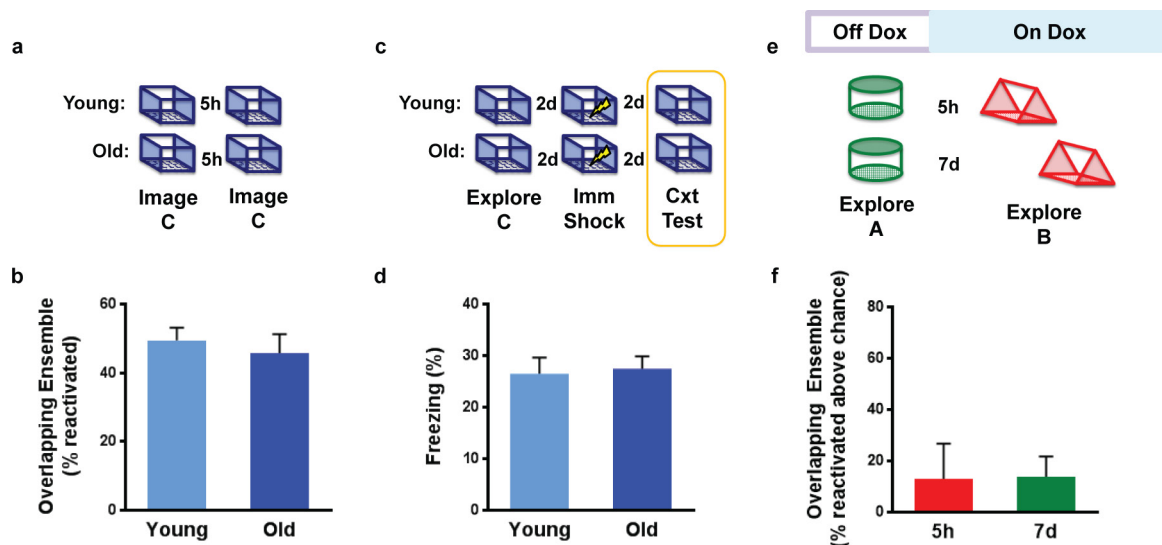 a
Young: 5h
Old: 5h
Image Image
C C
b
Overlapping Ensemble
(% reactivated)
60
40
20
0
Young Old
c
Young: 2d 2d
Old: 2d 2d
Explore Imm Cxt
C Shock Test
d
Freezing (%)
40
30
20
10
0
Young Old
Off Dox On Dox
e
5h
7d
Explore
A
Explore
B
f
Overlapping Ensemble
(% reactivated above chance)
80
60
40
20
0
5h 7d